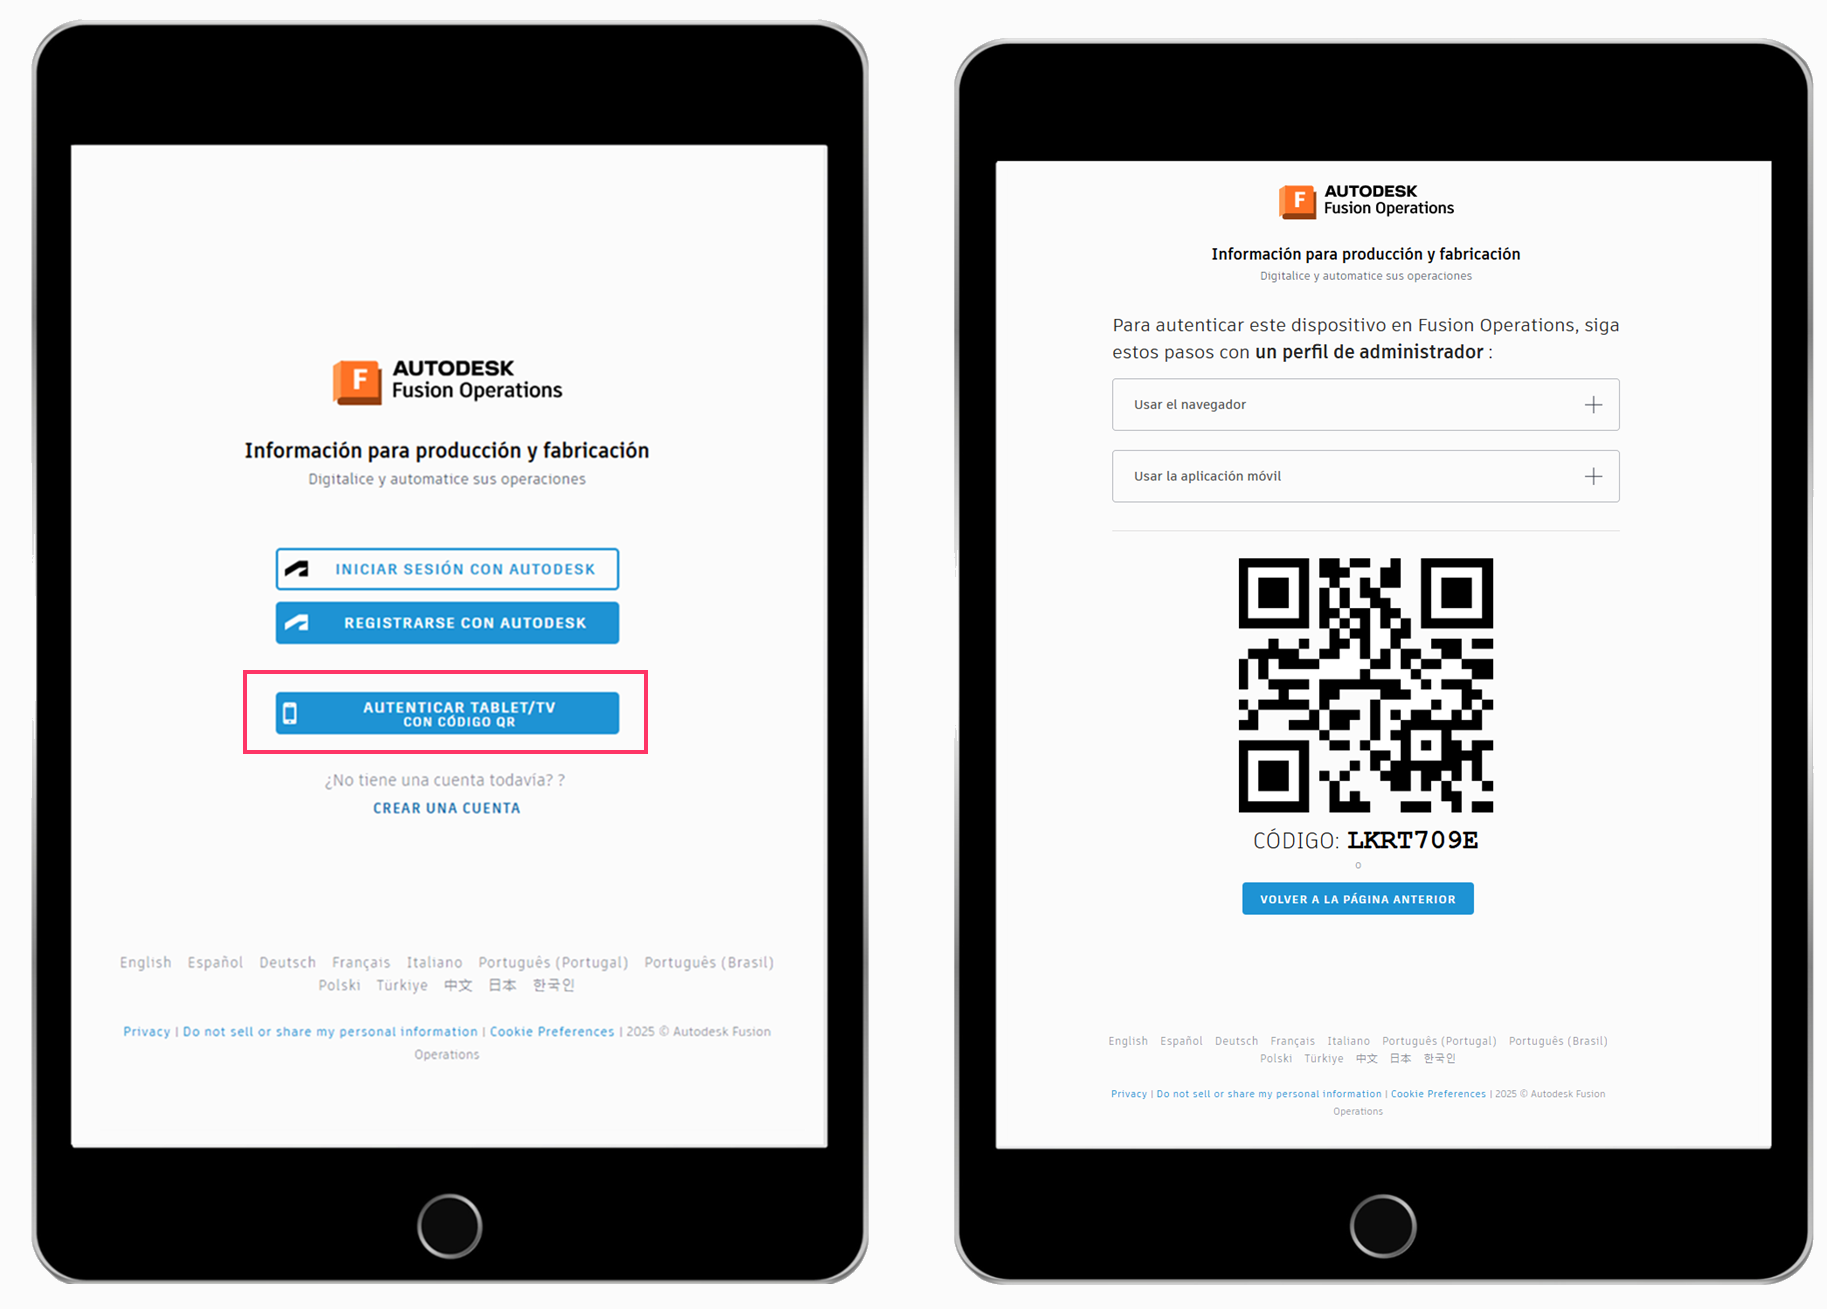 F
AUTODESK
Fusion Operations
Información para producción y fabricación
Digitalice y automatice sus operaciones
INICIAR SESIÓN CON AUTODESK
REGISTRARSE CON AUTODESK
AUTENTICAR TABLET/TV
CON CÓDIGO QR
¿No tiene una cuenta todavía? ?
CREAR UNA CUENTA
English Español Deutsch Français Italiano Português (Portugal) Português (Brasil)
Polski Türkiye 中文 日本 한국인
Privacy | Do not sell or share my personal information | Cookie Preferences | 2025 © Autodesk Fusion
Operations
F
AUTODESK
Fusion Operations
Información para producción y fabricación
Digitalice y automatice sus operaciones
Para autenticar este dispositivo en Fusion Operations, siga
estos pasos con un perfil de administrador :
Usar el navegador
Usar la aplicación móvil
CÓDIGO: LKRT709E
o
VOLVER A LA PÁGINA ANTERIOR
English Español Deutsch Français Italiano Português (Portugal) Português (Brasil)
Polski Türkiye 中文 日本 한국인
Privacy | Do not sell or share my personal information | Cookie Preferences | 2025 © Autodesk Fusion
Operations